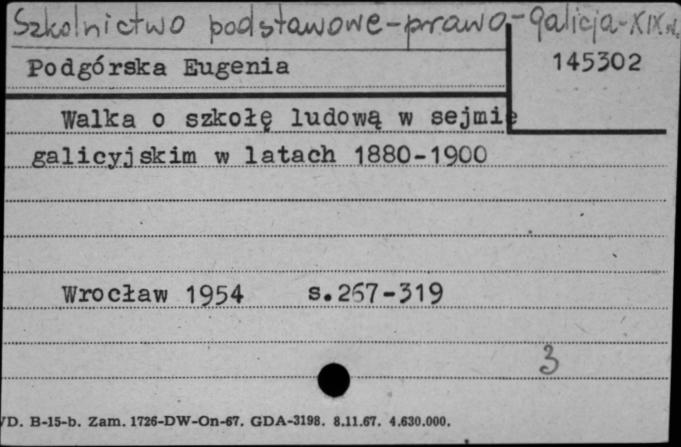 Szkolnictwo podstawowe-prawo-Galicja-XIX w.
Podgórska Eugenia
145302
Walka o szkołę ludową w sejmie
galicyjskim w latach 1880-1900
Wrocław 1954 s.267-319
3
VD. B-15-b. Zam. 1726-DW-On-67. GDA-3198. 8.11.67. 4.630.000.